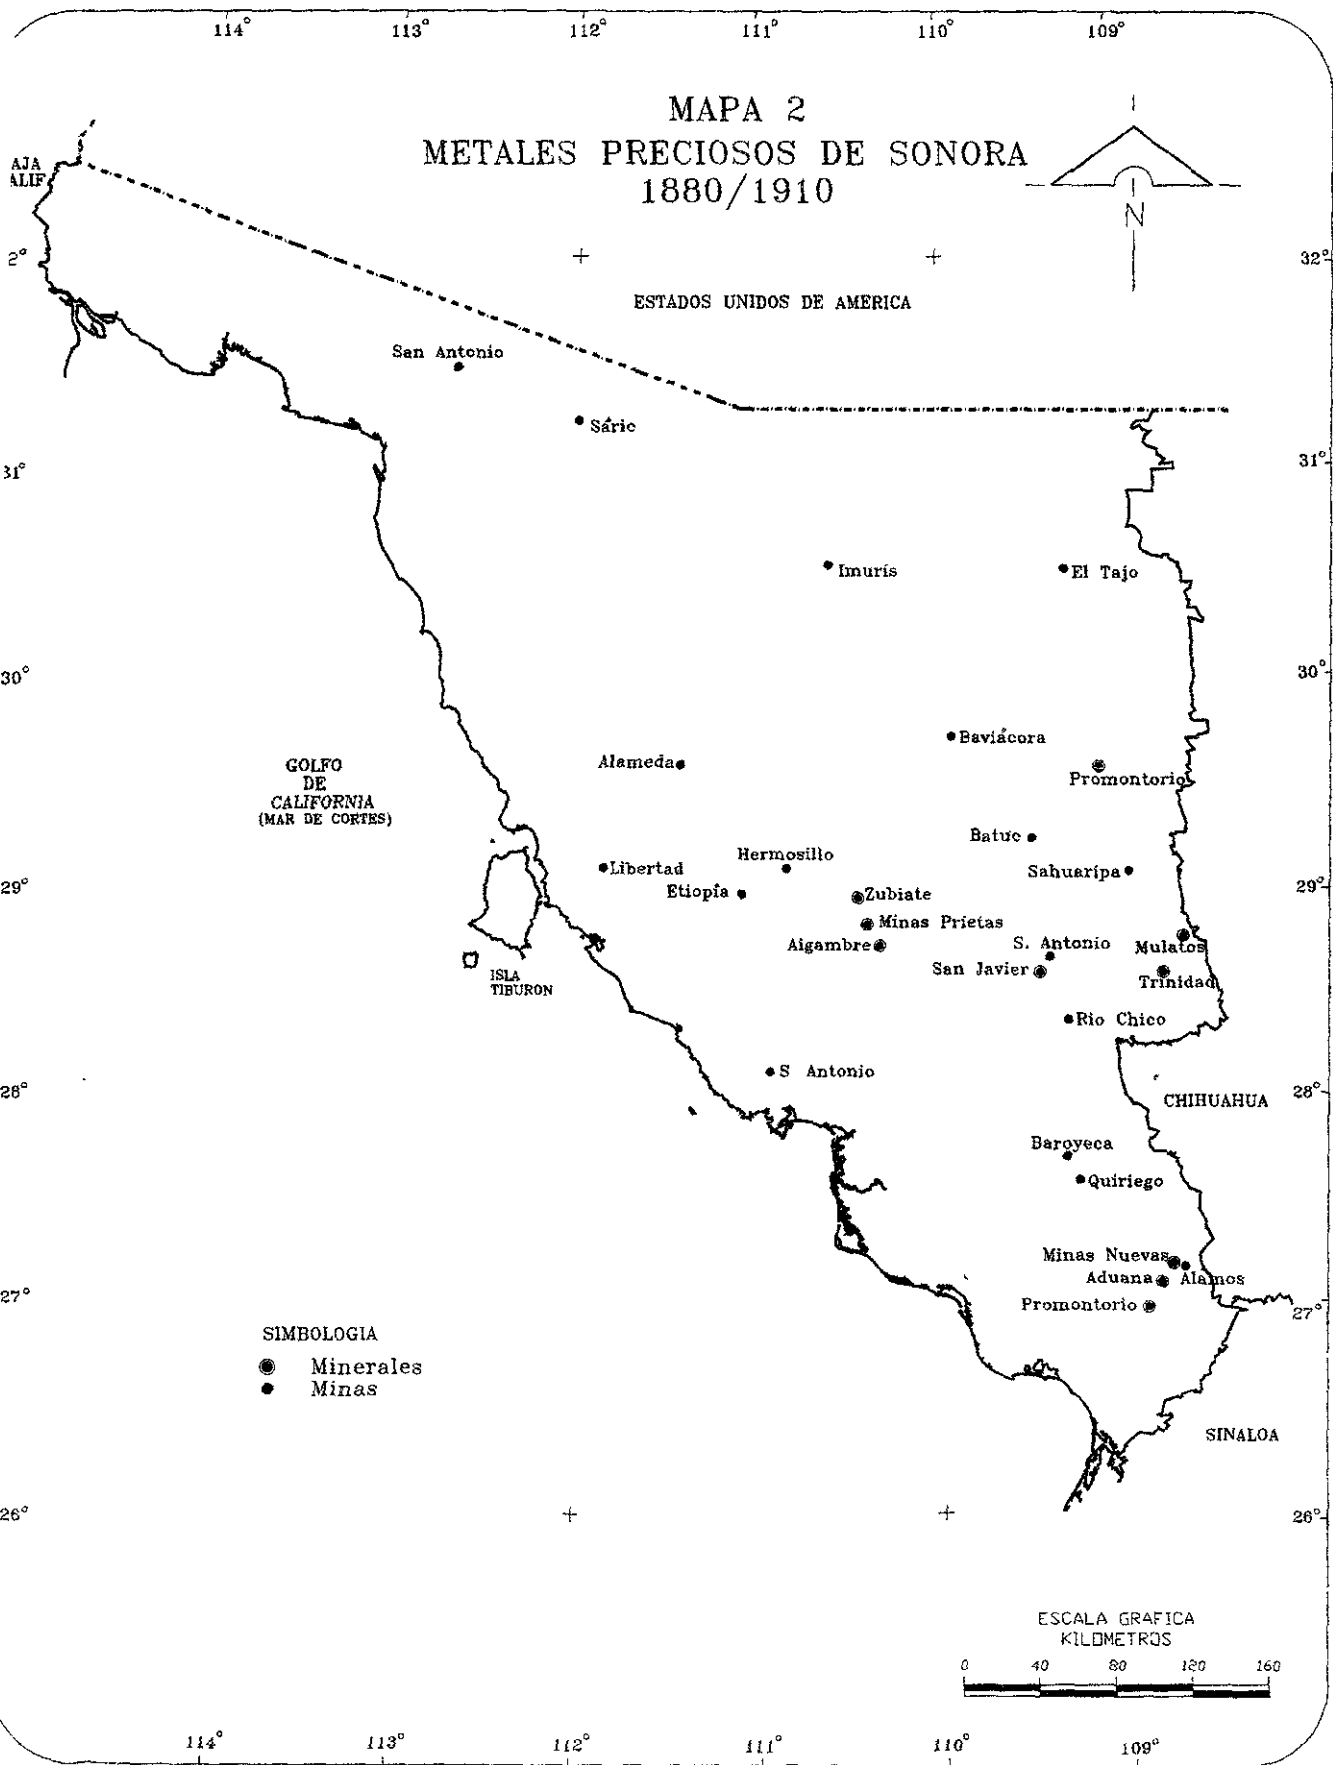 114°
113°
112°
111°
110°
109°
MAPA 2
METALES PRECIOSOS DE SONORA
1880/1910
AJA
ALIF
N
2°
32°
ESTADOS UNIDOS DE AMERICA
San Antonio
Sáric
31°
31°
Imurís
El Tajo
30°
30°
Baviácora
Alameda
Promontorio
GOLFO
DE
CALIFORNIA
(MAR DE CORTES)
Batuc
Hermosillo
Libertad
Sahuaripa
29°
29°
Etiopía
Zubiate
Minas Prietas
Aigambre
S. Antonio
Mulatos
San Javier
Trinidad
ISLA
TIBURON
Rio Chico
S Antonio
28°
28°
CHIHUAHUA
Baroyeca
Quiriego
Minas Nuevas
Aduana
Alamos
27°
27°
Promontorio
SIMBOLOGIA
Minerales
Minas
SINALOA
26°
26°
ESCALA GRAFICA
KILOMETROS
0 40 80 120 160
114°
113°
112°
111°
110°
109°